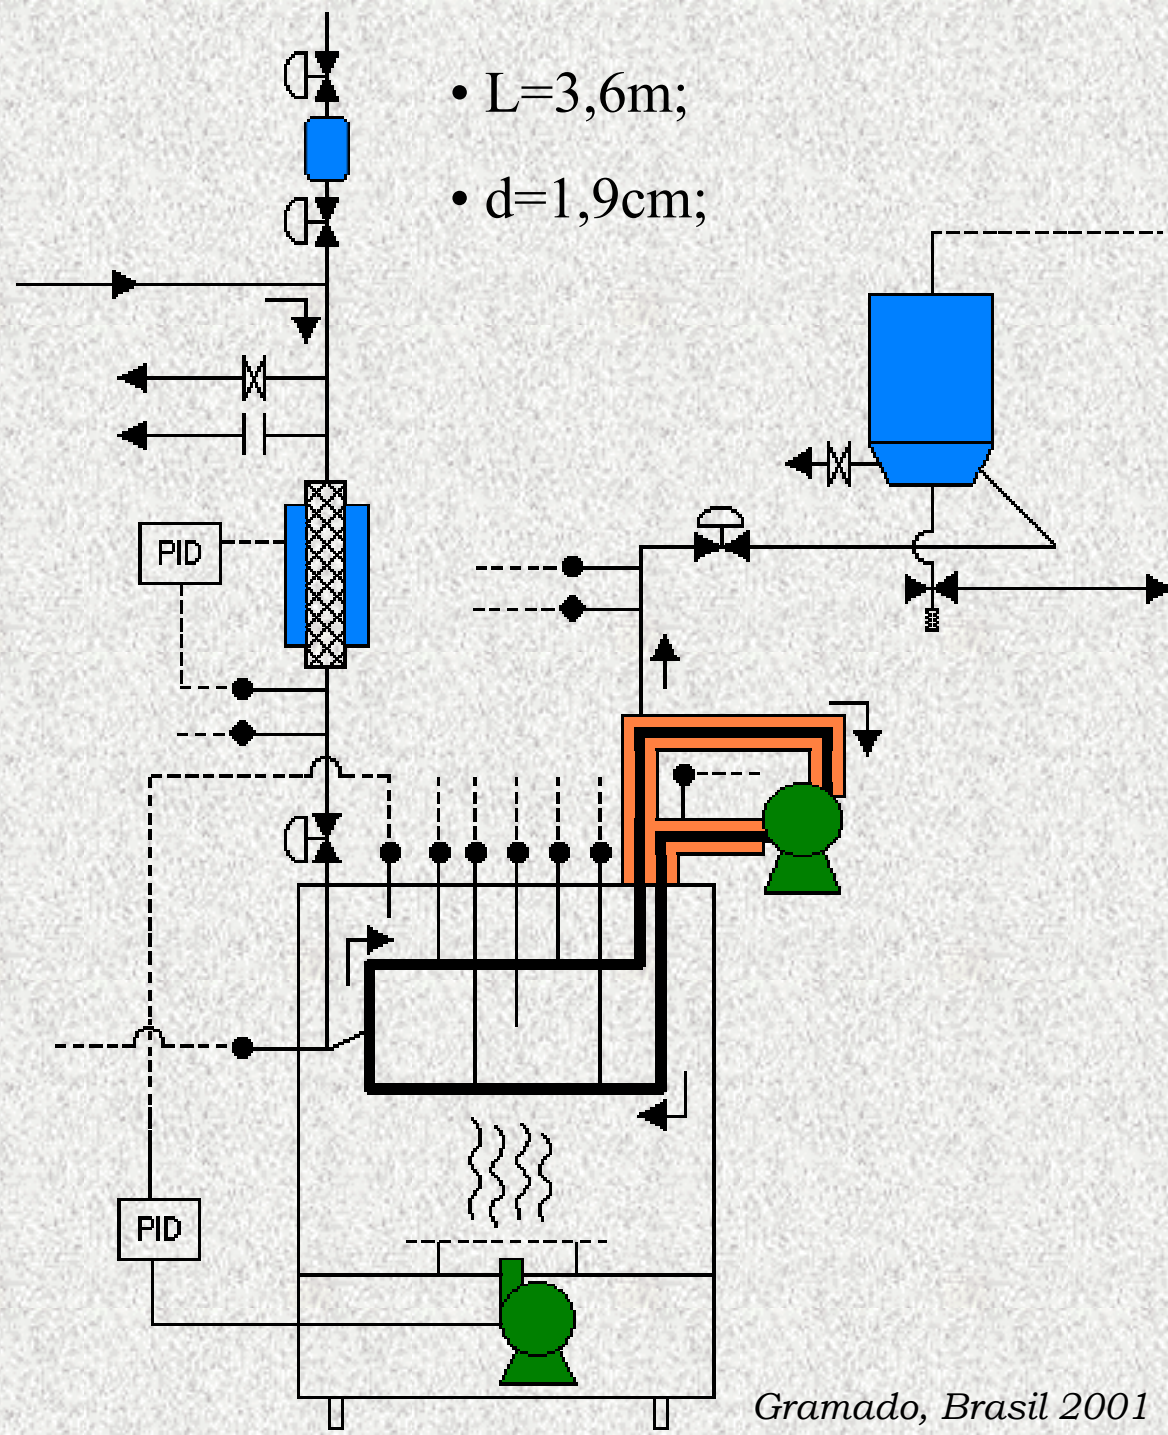 • L=3,6m;
• d=1,9cm;
PID
PID
Gramado, Brasil 2001